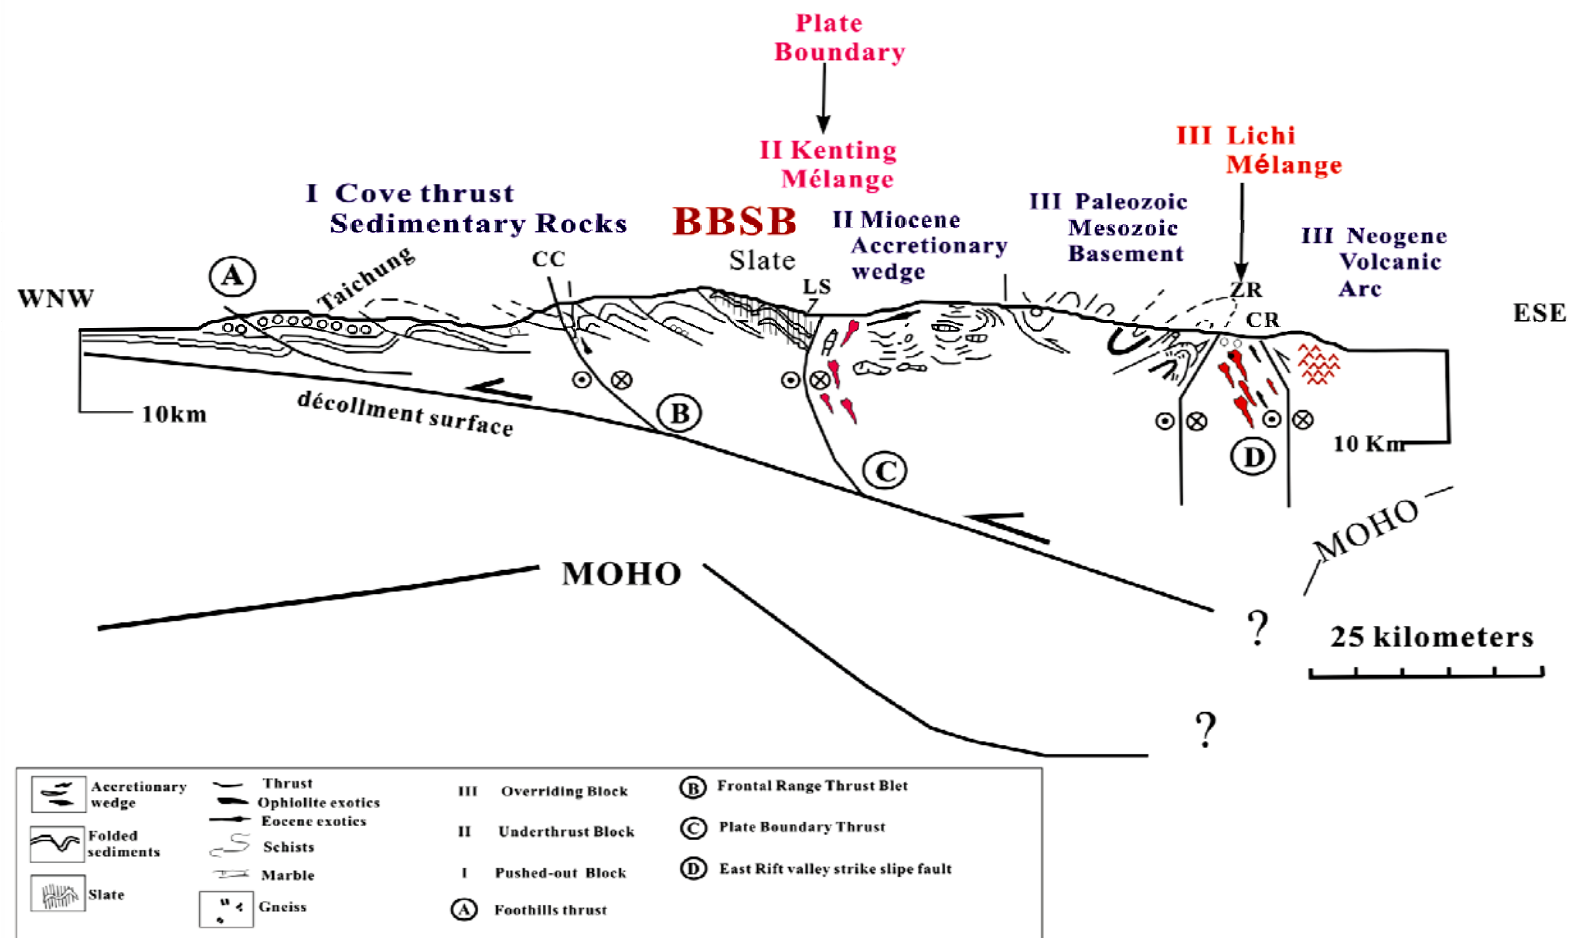 Plate
Boundary
II Kenting
Mélange
III Lichi
Mélange
I Cove thrust
Sedimentary Rocks
BBSB
Slate
II Miocene
Accretionary
wedge
III Paleozoic
Mesozoic
Basement
III Neogene
Volcanic
Arc
WNW
ESE
A
Taichung
CC
LS
ZR
CR
10km
décollment surface
B
C
D
10 Km
MOHO
MOHO
?
?
25 kilometers
Accretionary
wedge
Folded
sediments
Slate
Thrust
Ophiolite exotics
Eocene exotics
Schists
Marble
Gneiss
III Overriding Block
II Underthrust Block
I Pushed-out Block
A Foothills thrust
B Frontal Range Thrust Blet
C Plate Boundary Thrust
D East Rift valley strike slipe fault